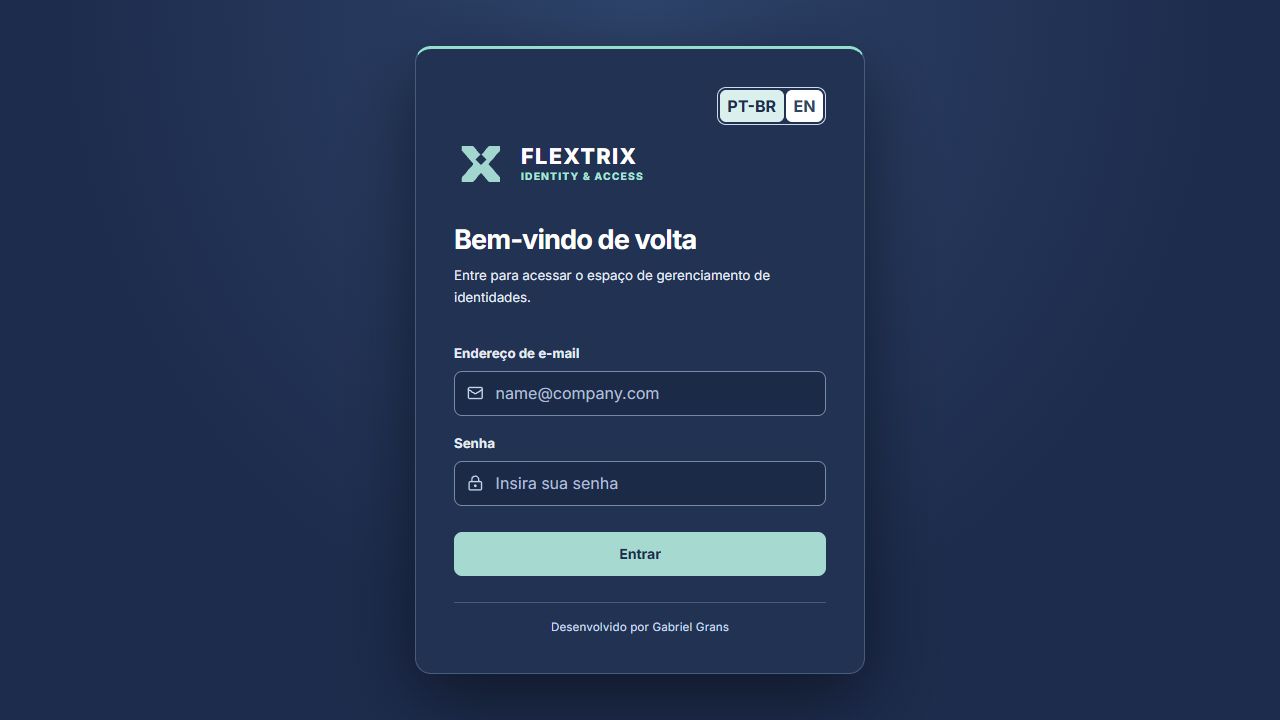 PT-BR EN
FLEXTRIX
IDENTITY & ACCESS
Bem-vindo de volta
Entre para acessar o espaço de gerenciamento de
identidades.
Endereço de e-mail
name@company.com
Senha
Insira sua senha
Entrar
Desenvolvido por Gabriel Grans